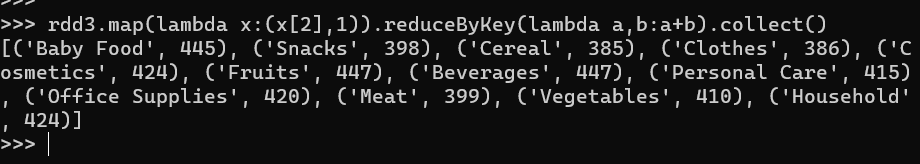 >>>
>>> rdd3.map(lambda x:(x[2],1)).reduceByKey(lambda a,b:a+b).collect()
[('Baby Food', 445), ('Snacks', 398), ('Cereal', 385), ('Clothes', 386), ('C
osmetics', 424), ('Fruits', 447), ('Beverages', 447), ('Personal Care', 415)
, ('Office Supplies', 420), ('Meat', 399), ('Vegetables', 410), ('Household'
, 424)]
>>>